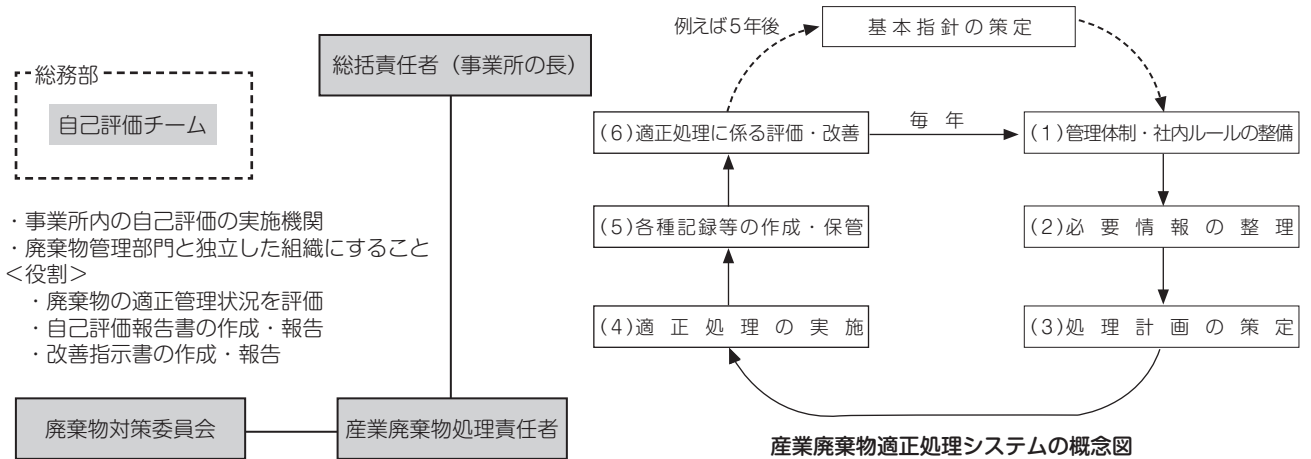 総務部
自己評価チーム
総括責任者（事業所の長）
・事業所内の自己評価の実施機関
・廃棄物管理部門と独立した組織にすること
＜役割＞
・廃棄物の適正管理状況を評価
・自己評価報告書の作成・報告
・改善指示書の作成・報告
廃棄物対策委員会
産業廃棄物処理責任者
例えば5年後
基本指針の策定
(6)適正処理に係る評価・改善
毎年
(1)管理体制・社内ルールの整備
(5)各種記録等の作成・保管
(2)必要情報の整理
(4)適正処理の実施
(3)処理計画の策定
産業廃棄物適正処理システムの概念図